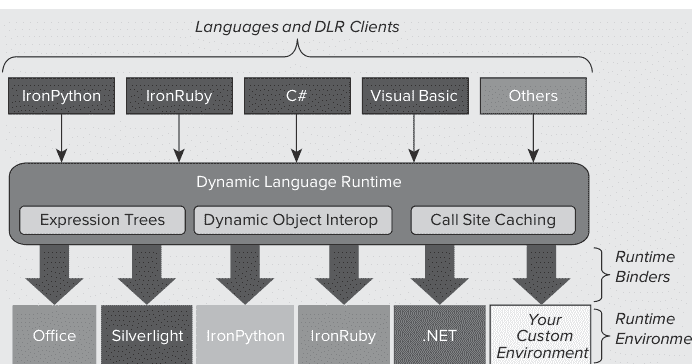 Languages and DLR Clients
IronPython IronRuby C# Visual Basic Others
Dynamic Language Runtime
Expression Trees Dynamic Object Interop Call Site Caching
Runtime
Binders
Office Silverlight IronPython IronRuby .NET
Your
Custom
Environment
Runtime
Environme